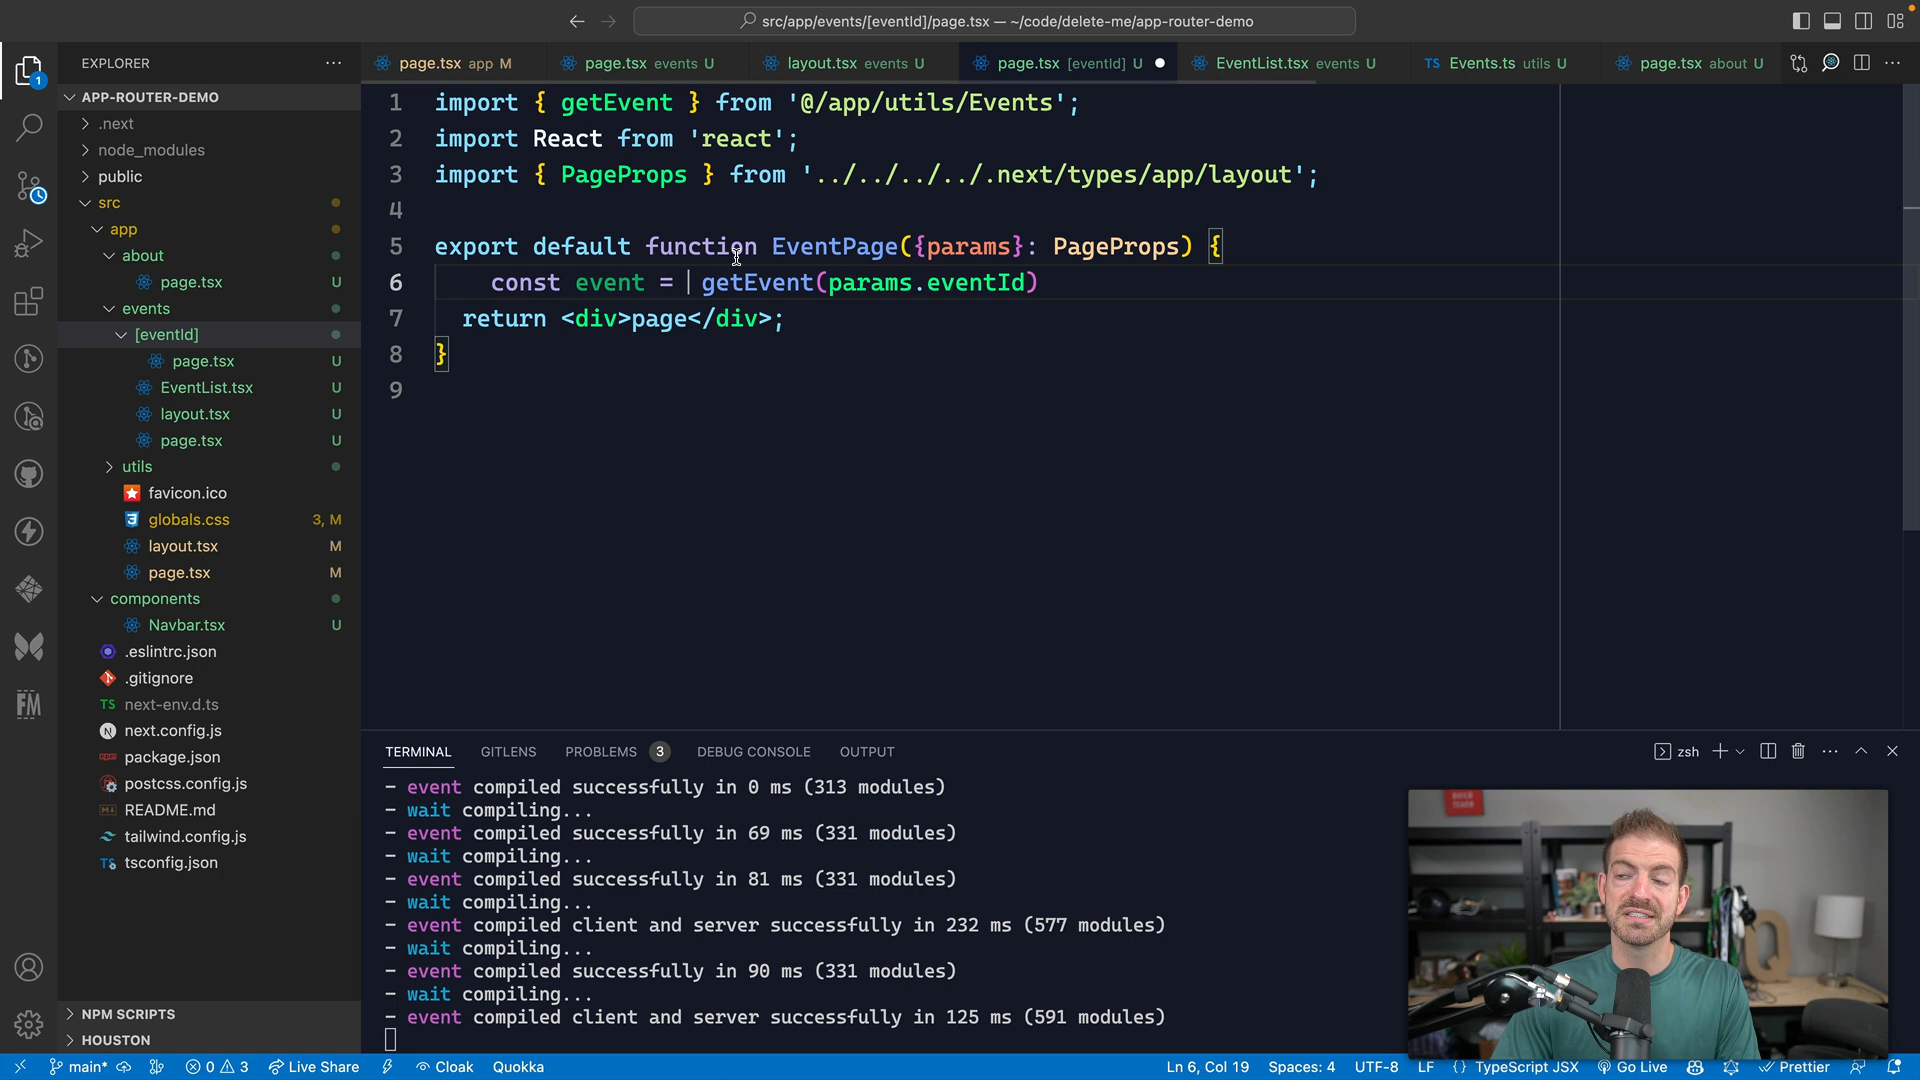 src/app/events/[eventId]/page.tsx — ~/code/delete-me/app-router-demo
EXPLORER
page.tsx app M
page.tsx events U
layout.tsx events U
page.tsx [eventId] U
EventList.tsx events U
TS Events.ts utils U
page.tsx about U
1
APP-ROUTER-DEMO
.next
node_modules
public
src
app
about
page.tsx U
events
[eventId]
page.tsx U
EventList.tsx U
layout.tsx U
page.tsx U
utils
favicon.ico
globals.css 3, M
layout.tsx M
page.tsx M
components
Navbar.tsx U
.eslintrc.json
.gitignore
TS next-env.d.ts
N next.config.js
package.json
postcss.config.js
README.md
tailwind.config.js
TS tsconfig.json
NPM SCRIPTS
HOUSTON
FM
1 import { getEvent } from '@/app/utils/Events';
2 import React from 'react';
3 import { PageProps } from '../../../../.next/types/app/layout';
4
5 export default function EventPage({params}: PageProps) {
6 const event = getEvent(params.eventId)
7 return <div>page</div>;
8 }
9
TERMINAL GITLENS PROBLEMS 3 DEBUG CONSOLE OUTPUT
zsh
- event compiled successfully in 0 ms (313 modules)
- wait compiling...
- event compiled successfully in 69 ms (331 modules)
- wait compiling...
- event compiled successfully in 81 ms (331 modules)
- wait compiling...
- event compiled client and server successfully in 232 ms (577 modules)
- wait compiling...
- event compiled successfully in 90 ms (331 modules)
- wait compiling...
- event compiled client and server successfully in 125 ms (591 modules)
main* 0 3 Live Share Cloak Quokka
Ln 6, Col 19 Spaces: 4 UTF-8 LF {} TypeScript JSX Go Live Prettier